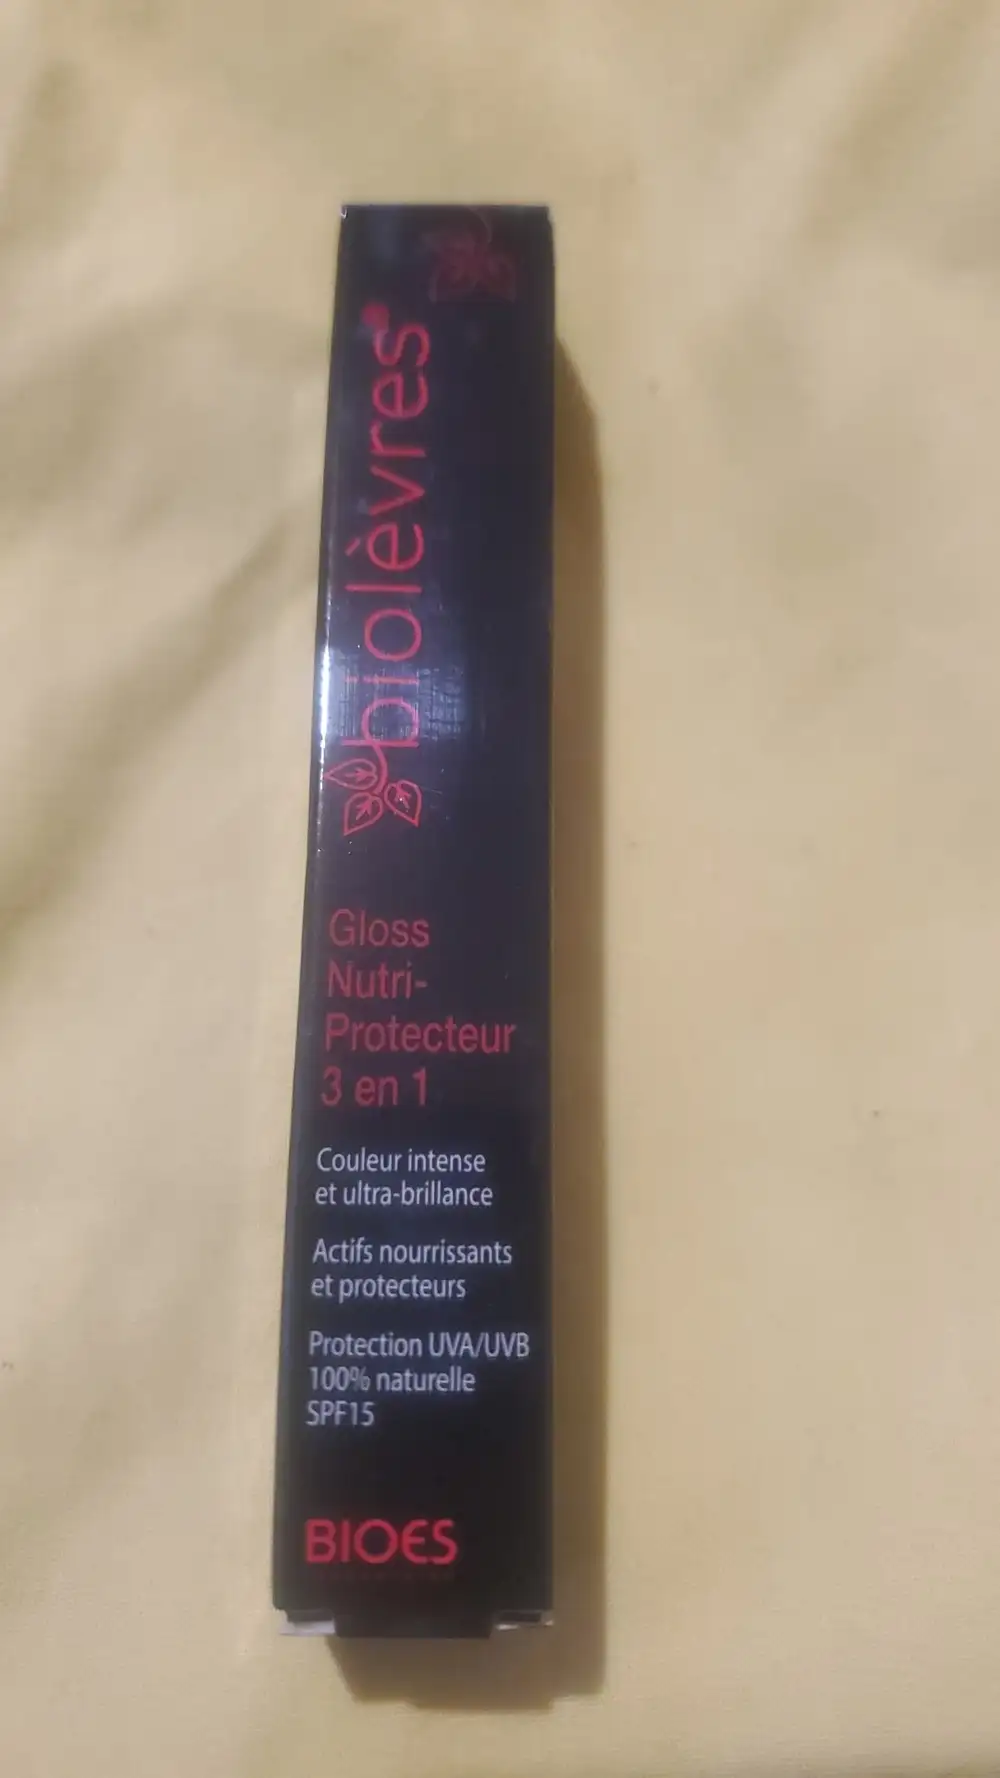 biolèvres®
Gloss
Nutri-
Protecteur
3 en 1
Couleur intense
et ultra-brillance
Actifs nourrissants
et protecteurs
Protection UVA/UVB
100% naturelle
SPF15
BIOES